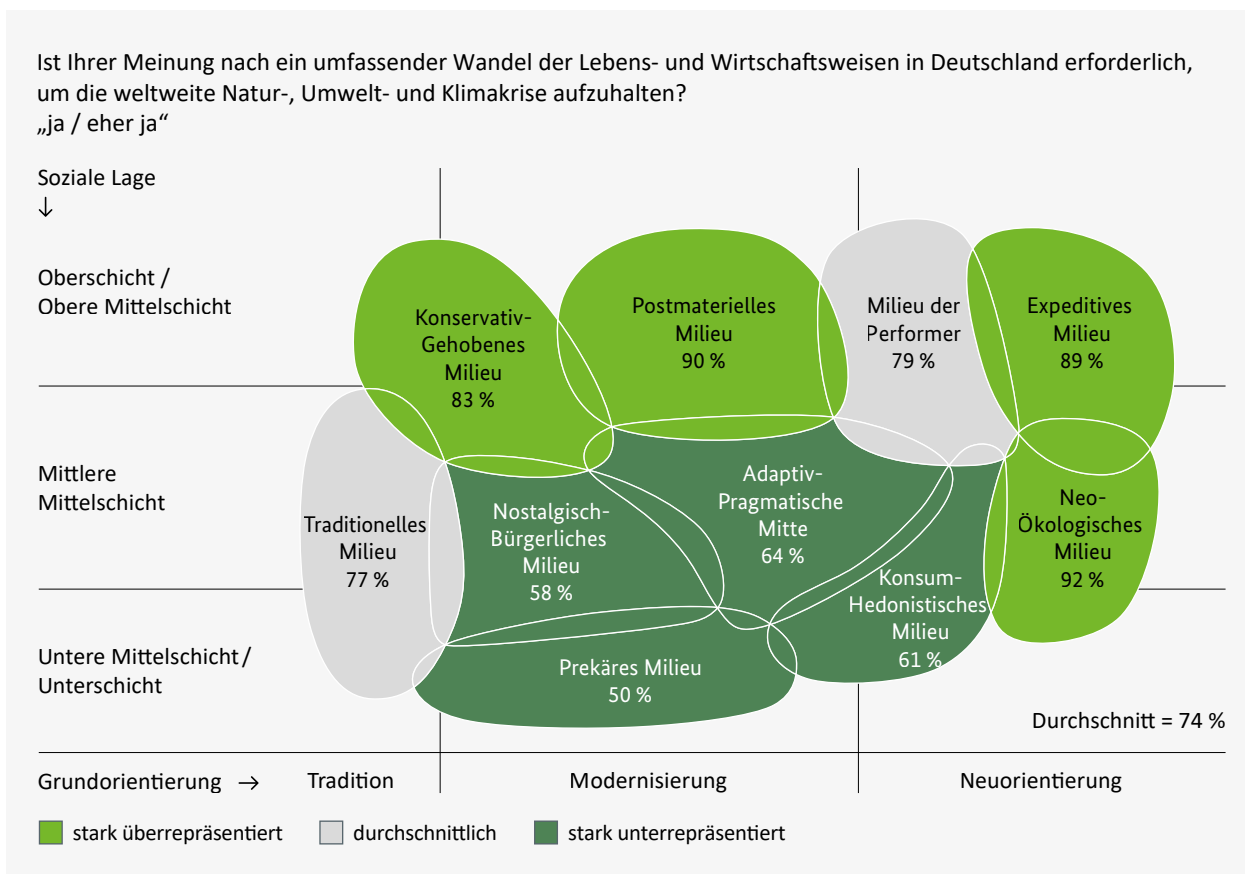 Ist Ihrer Meinung nach ein umfassender Wandel der Lebens- und Wirtschaftsweisen in Deutschland erforderlich,
um die weltweite Natur-, Umwelt- und Klimakrise aufzuhalten?
„ja / eher ja“
Soziale Lage
↓
Oberschicht /
Obere Mittelschicht
Konservativ-
Gehobenes
Milieu
83 %
Postmaterielles
Milieu
90 %
Milieu der
Performer
79 %
Expeditives
Milieu
89 %
Mittlere
Mittelschicht
Traditionelles
Milieu
77 %
Nostalgisch-
Bürgerliches
Milieu
58 %
Adaptiv-
Pragmatische
Mitte
64 %
Neo-
Ökologisches
Milieu
92 %
Konsum-
Hedonistisches
Milieu
61 %
Untere Mittelschicht /
Unterschicht
Prekäres Milieu
50 %
Durchschnitt = 74 %
Grundorientierung → Tradition Modernisierung Neuorientierung
stark überrepräsentiert durchschnittlich stark unterrepräsentiert